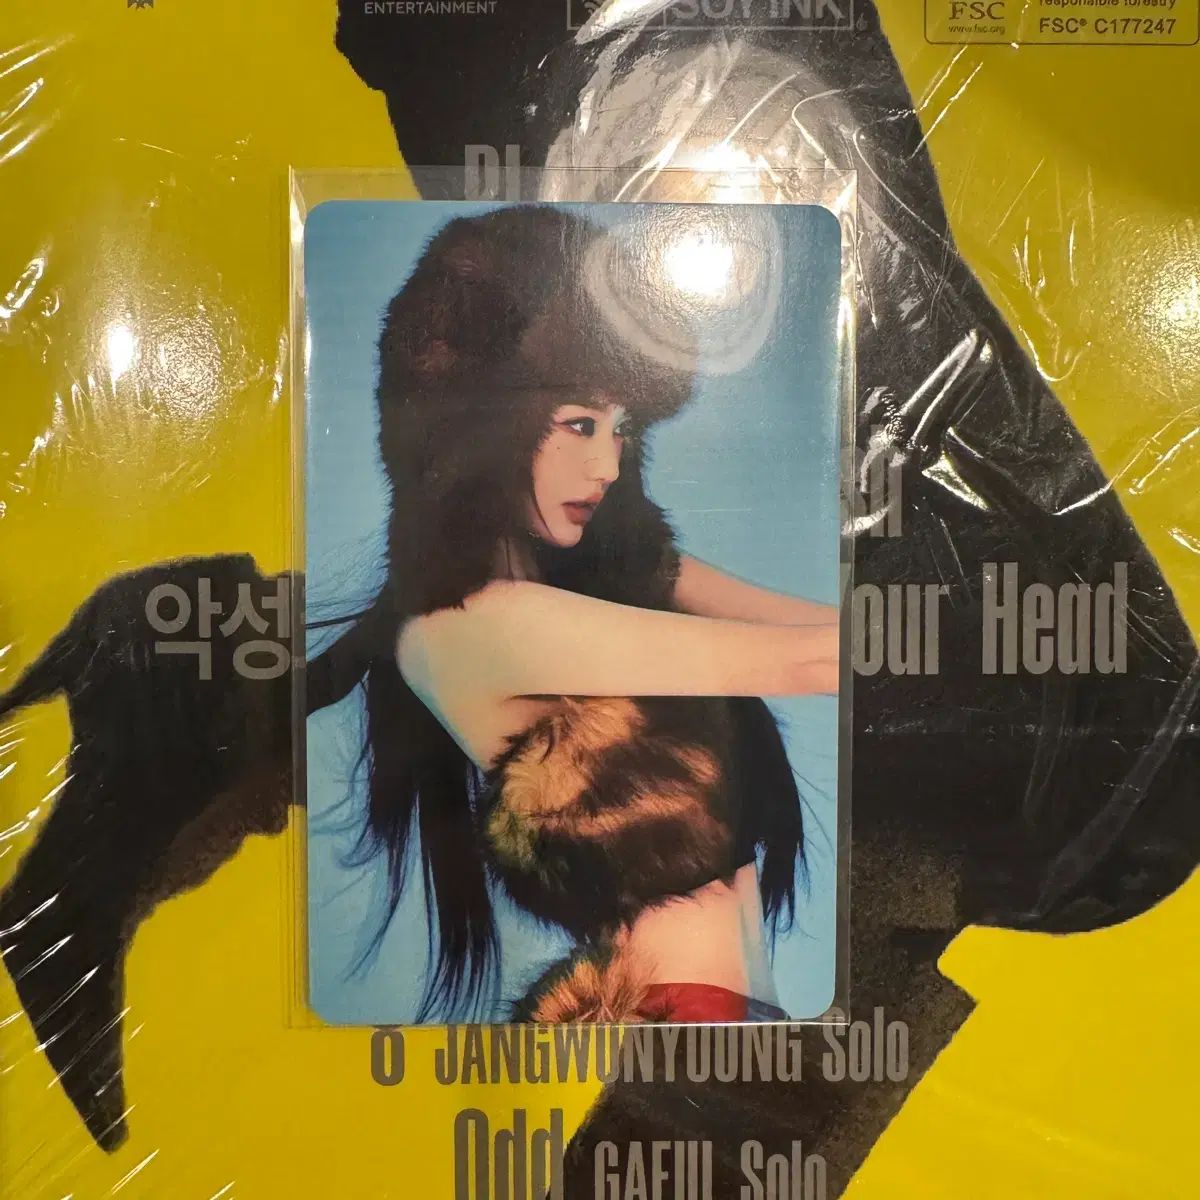 ENTERTAINMENT
SOY INK
FSC
www.fsc.org
responsible forestry
FSC® C177247
악성
our Head
8 JANGWONYOUNG Solo
Odd GAEUL Solo